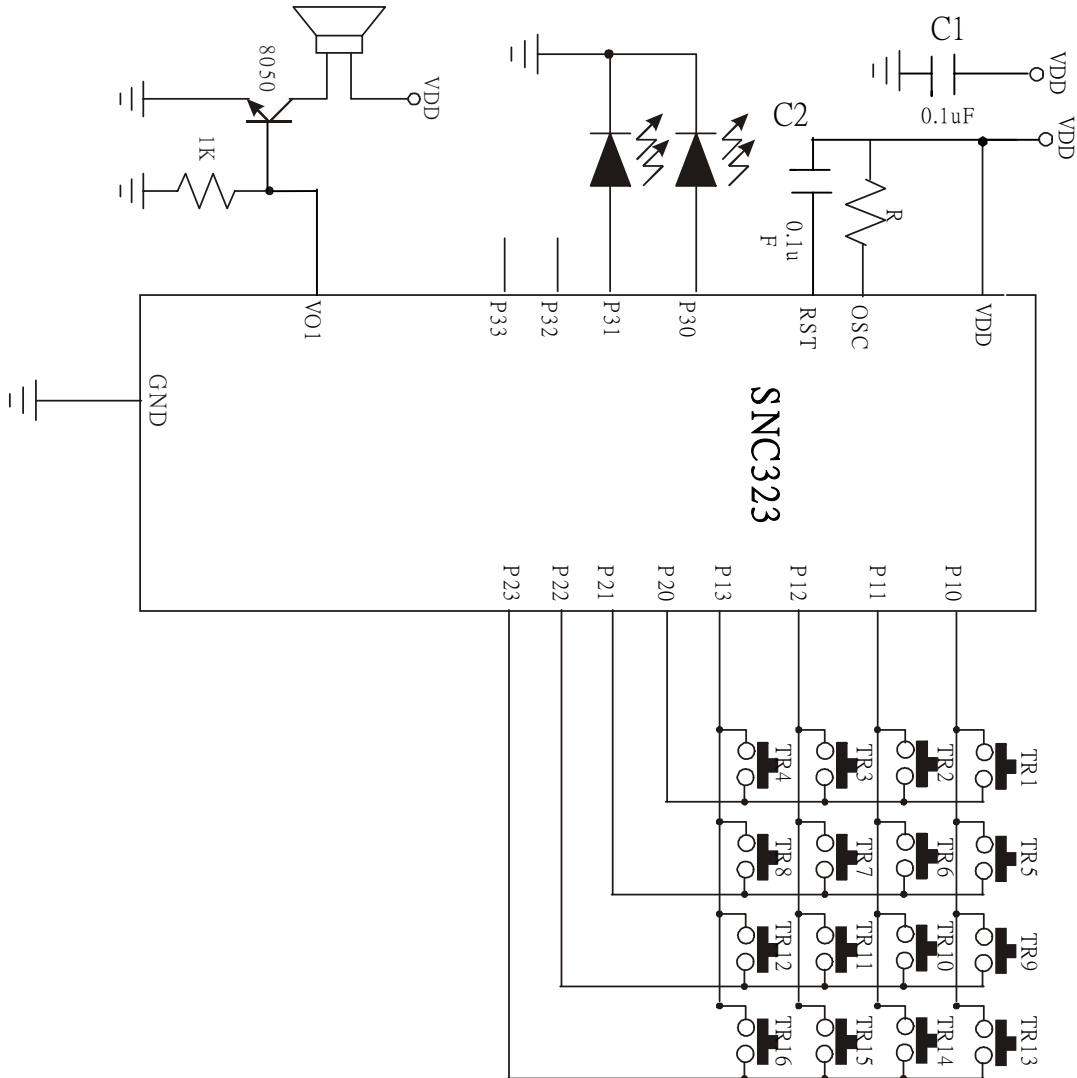 C1
VDD
0.1uF
VDD
C2
R
0.1u
F
VDD
8050
1K
VO1
P33
P32
P31
P30
RST
OSC
VDD
GND
SNC323
P23
P22
P21
P20
P13
P12
P11
P10
TR4
TR3
TR2
TR1
TR8
TR7
TR6
TR5
TR12
TR11
TR10
TR9
TR16
TR15
TR14
TR13